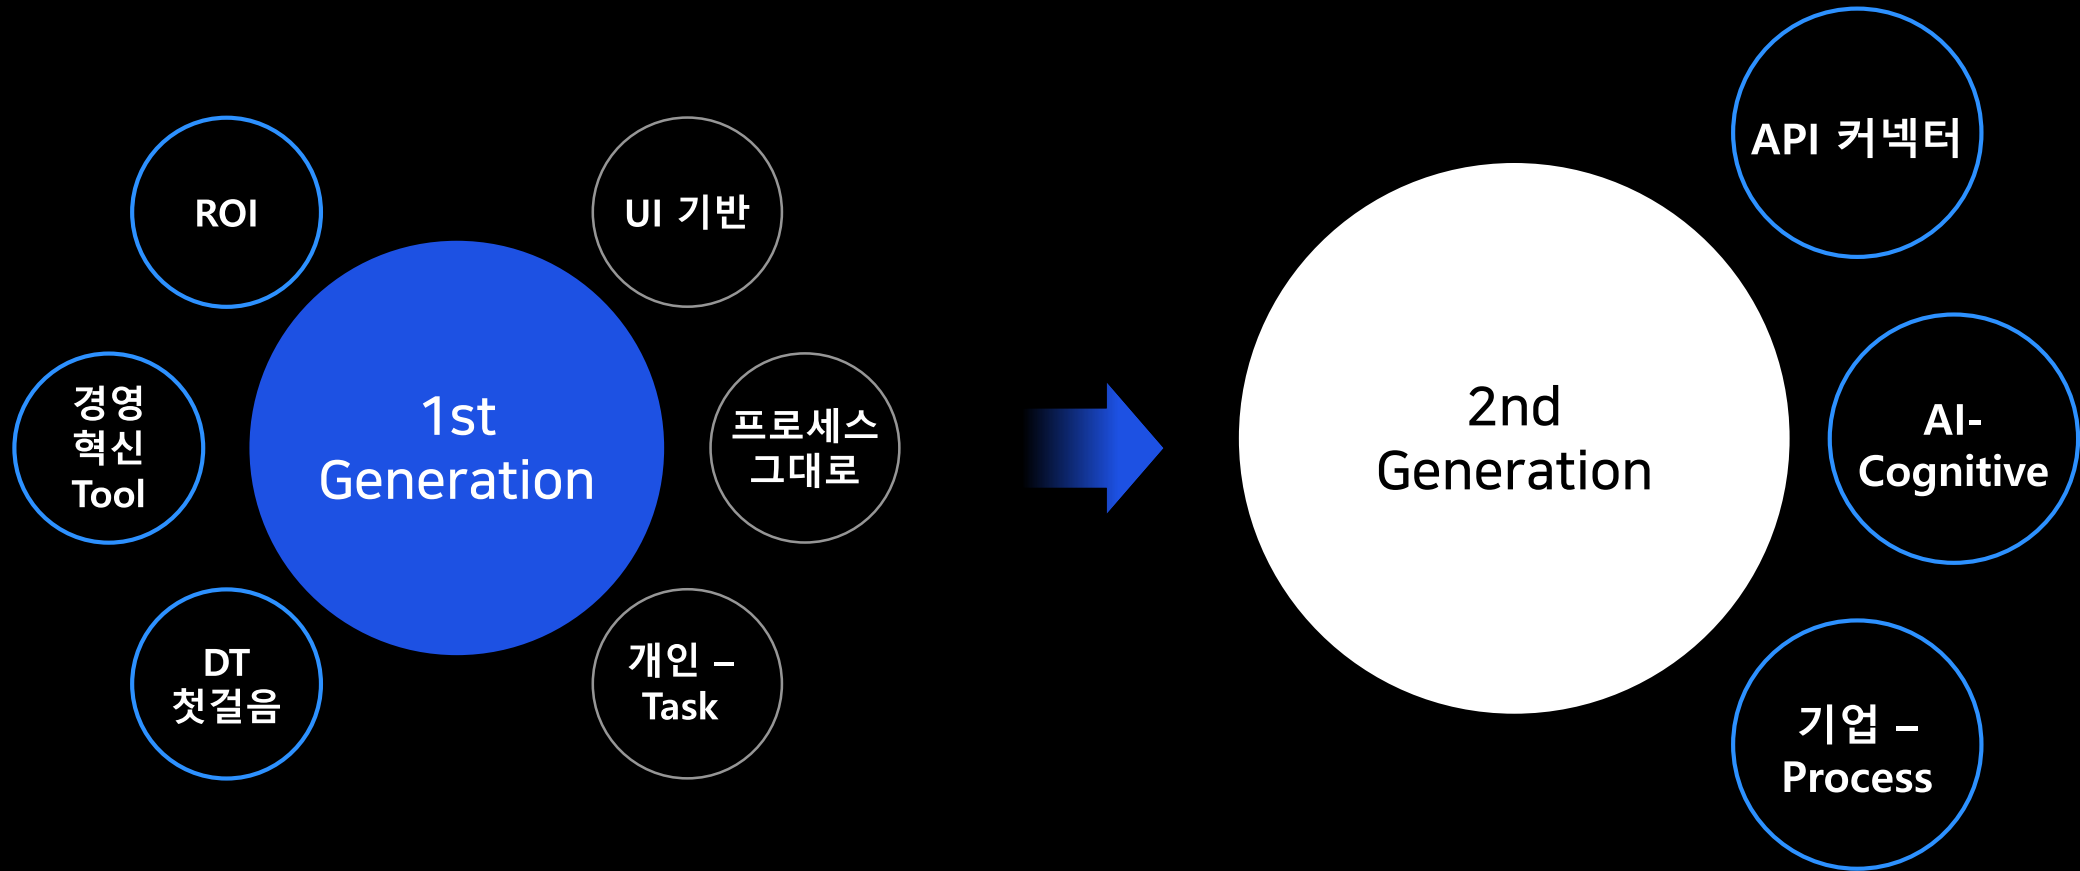 ROI
경영
혁신
Tool
DT
첫걸음
1st
Generation
UI 기반
프로세스
그대로
개인 –
Task
2nd
Generation
API 커넥터
AI-
Cognitive
기업 –
Process